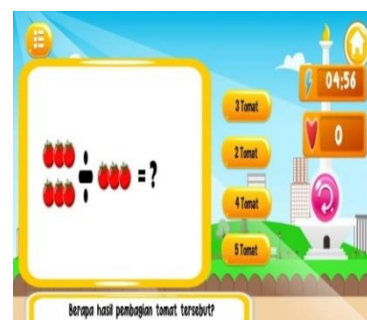 04:56
3 Tomat
= ?
2 Tomat
0
4 Tomat
5 Tomat
Berapa hasil pembagian tomat tersebut?